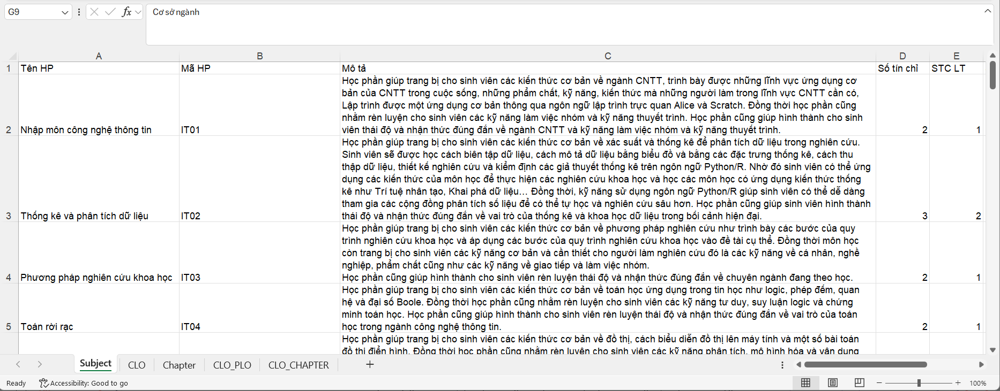 G9
fx
Cơ sở ngành
A B C D E
1 Tên HP Mã HP Mô tả Số tín chỉ STC LT
Học phần giúp trang bị cho sinh viên các kiến thức cơ bản về ngành CNTT, trình bày được những lĩnh vực ứng dụng cơ
bản của CNTT trong cuộc sống, những phẩm chất, kỹ năng, kiến thức mà những người làm trong lĩnh vực CNTT cần có,
Lập trình được một ứng dụng cơ bản thông qua ngôn ngữ lập trình trực quan Alice và Scratch. Đồng thời học phần cũng
nhằm rèn luyện cho sinh viên các kỹ năng làm việc nhóm và kỹ năng thuyết trình. Học phần cũng giúp hình thành cho sinh
2 Nhập môn công nghệ thông tin IT01 viên thái độ và nhận thức đúng đắn về ngành CNTT và kỹ năng làm việc nhóm và kỹ năng thuyết trình. 2 1
Học phần giúp trang bị cho sinh viên các kiến thức cơ bản về xác suất và thống kê để phân tích dữ liệu trong nghiên cứu.
Sinh viên sẽ được học cách biên tập dữ liệu, cách mô tả dữ liệu bằng biểu đồ và bằng các đặc trưng thống kê, cách thu
thập dữ liệu, thiết kế nghiên cứu và kiểm định các giả thuyết thống kê trên ngôn ngữ Python/R. Nhờ đó sinh viên có thể ứng
dụng các kiến thức của môn học để thực hiện các nghiên cứu khoa học và học các môn học có ứng dụng kiến thức thống
kê như Trí tuệ nhân tạo, Khai phá dữ liệu… Đồng thời, kỹ năng sử dụng ngôn ngữ Python/R giúp sinh viên có thể dễ dàng
tham gia các cộng đồng phân tích số liệu để có thể tự học và nghiên cứu sâu hơn. Học phần cũng giúp sinh viên hình thành
3 Thống kê và phân tích dữ liệu IT02 thái độ và nhận thức đúng đắn về vai trò của thống kê và khoa học dữ liệu trong bối cảnh hiện đại. 3 2
Học phần giúp trang bị cho sinh viên các kiến thức cơ bản về phương pháp nghiên cứu như trình bày các bước của quy
trình nghiên cứu khoa học và áp dụng các bước của quy trình nghiên cứu khoa học vào đề tài cụ thể. Đồng thời môn học
còn trang bị cho sinh viên các kỹ năng cơ bản và cần thiết cho người làm nghiên cứu đó là các kỹ năng về cá nhân, nghề
nghiệp, phẩm chất cũng như các kỹ năng về giao tiếp và làm việc nhóm.
4 Phương pháp nghiên cứu khoa học IT03 Học phần cũng giúp hình thành cho sinh viên rèn luyện thái độ và nhận thức đúng đắn về chuyên ngành đang theo học. 2 1
Học phần giúp trang bị cho sinh viên các kiến thức cơ bản về toán học ứng dụng trong tin học như logic, phép đếm, quan
hệ và đại số Boole. Đồng thời học phần cũng nhằm rèn luyện cho sinh viên các kỹ năng tư duy, suy luận logic và chứng
minh toán học. Học phần cũng giúp hình thành cho sinh viên rèn luyện thái độ và nhận thức đúng đắn về vai trò của toán
5 Toán rời rạc IT04 học trong ngành công nghệ thông tin. 2 1
Học phần giúp trang bị cho sinh viên các kiến thức cơ bản về đồ thị, cách biểu diễn đồ thị lên máy tính và một số bài toán
đồ thị điển hình. Đồng thời học phần cũng nhằm rèn luyện cho sinh viên các kỹ năng phân tích, mô hình hóa và vận dụng
Subject CLO Chapter CLO_PLO CLO_CHAPTER
Ready Accessibility: Good to go 100%